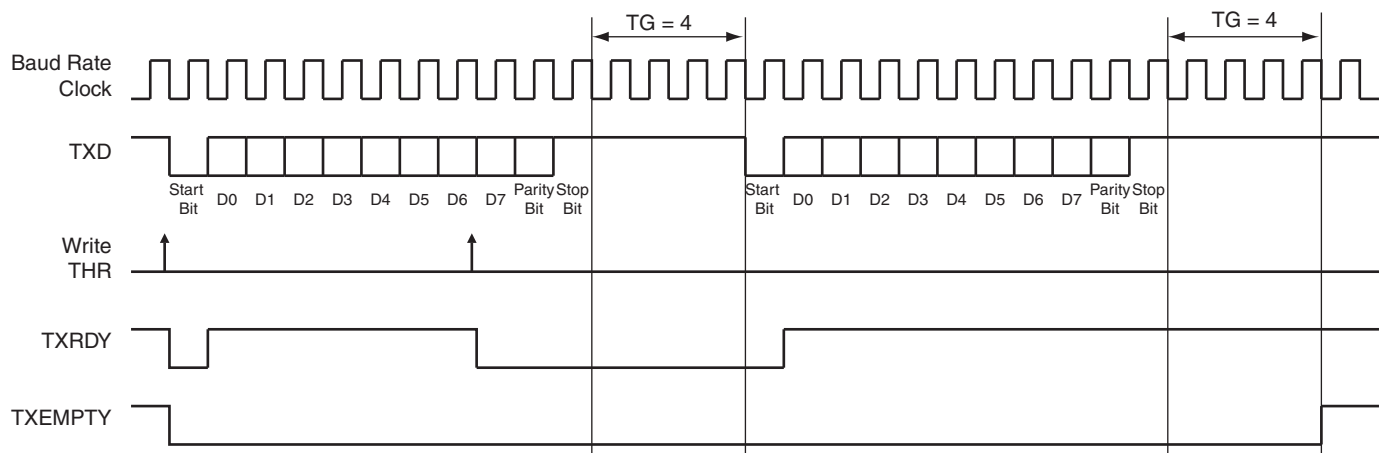 TG = 4
TG = 4
Baud Rate
Clock
TXD
Start
Bit
D0
D1
D2
D3
D4
D5
D6
D7
Parity
Bit
Stop
Bit
Start
Bit
D0
D1
D2
D3
D4
D5
D6
D7
Parity
Bit
Stop
Bit
Write
THR
TXRDY
TXEMPTY